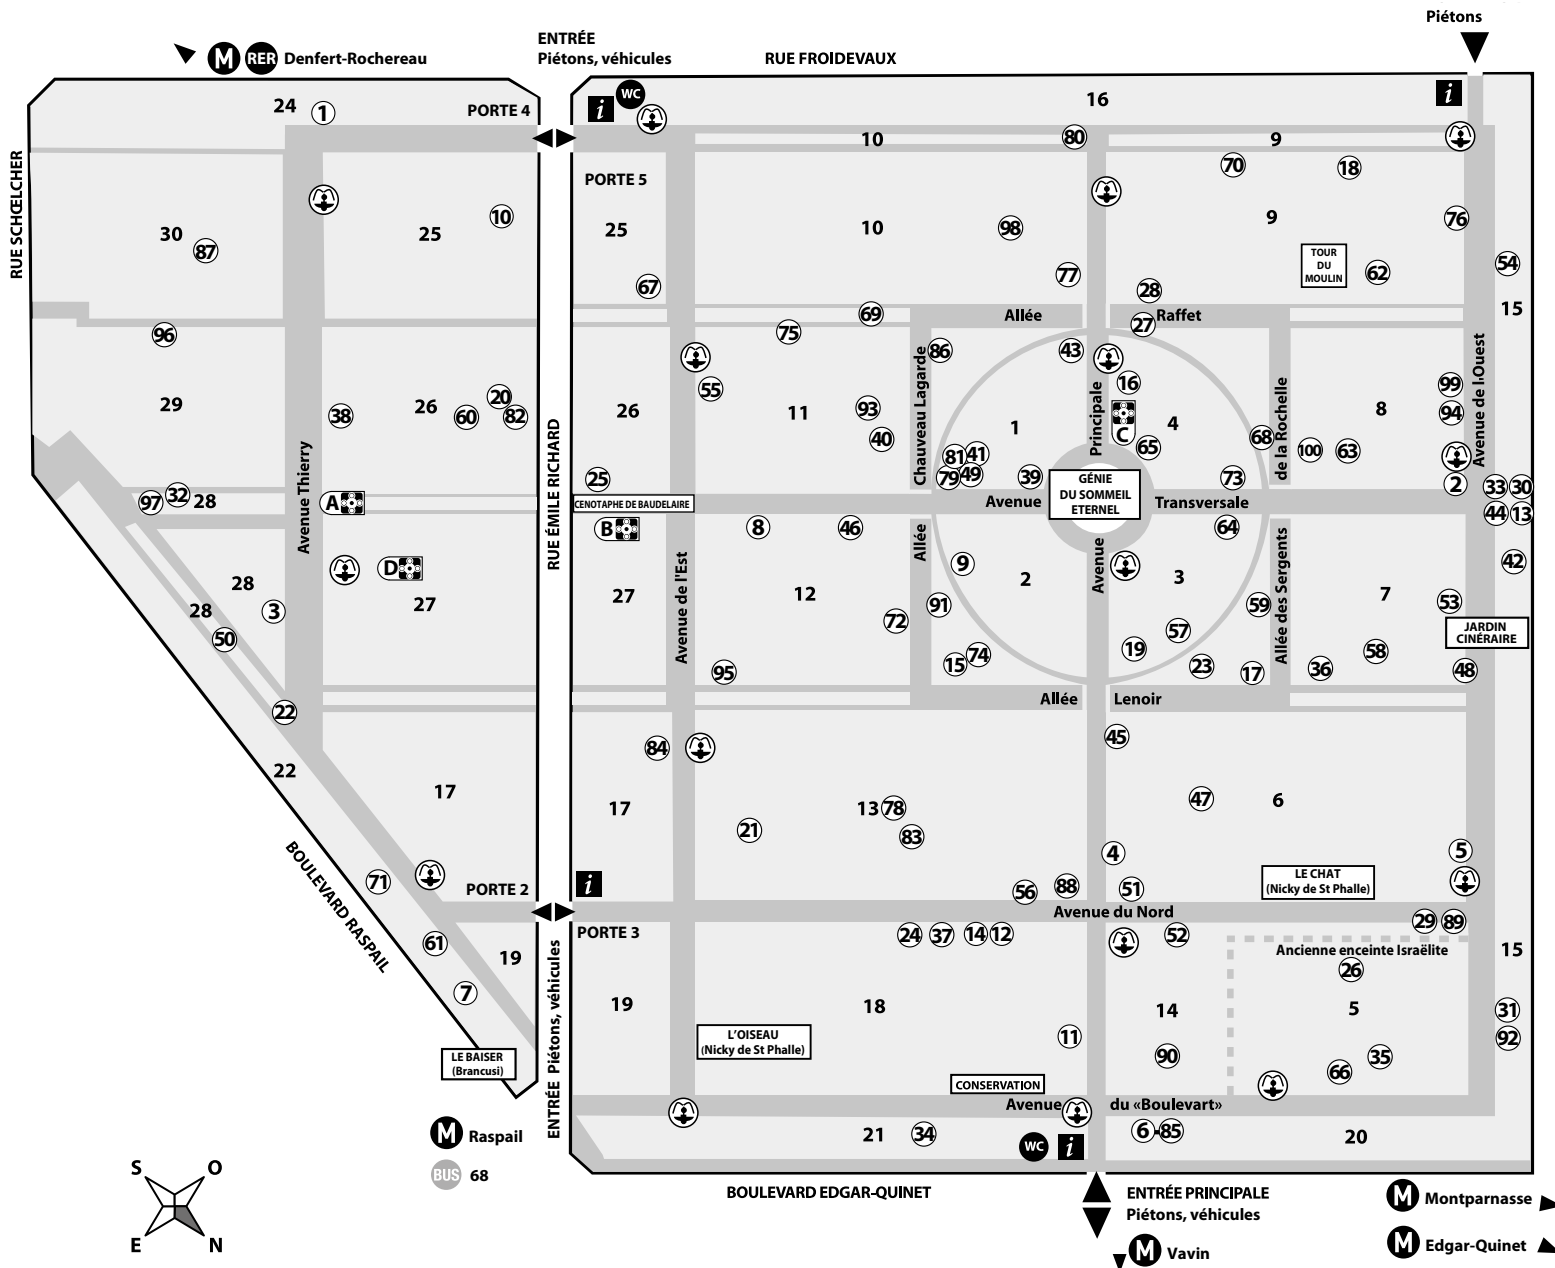 Piétons
M RER Denfert-Rochereau
ENTRÉE
Piétons, véhicules
RUE FROIDEVAUX
24 1 PORTE 4
i WC
16
i
10 80 9
RUE SCHŒLCHER
PORTE 5
70 18
30 87 25 10 25 10 98 9 76
TOUR
DU
MOULIN
62 54
67 77 28
69 Allée Raffet 15
27
96 75 86 43
Chauveau Lagarde
Principale
de la Rochelle
Avenue de l'Ouest
29 38 26 60 20 82 26 55 11 93 40 1 16 4 8 99 94
C
65 68 100 63
81 41 79 49 39 73 2 33 30
Avenue Thierry
RUE ÉMILE RICHARD
25
97 32 28 A
CENOTAPHE DE BAUDELAIRE
Avenue
GÉNIE
DU SOMMEIL
ETERNEL
Transversale
44 13
B 8 46 64
Allée
Avenue
Allée des Sergents
Avenue de l'Est
D 9 42
28 28 3 27 27 12 2 3 7
50 72 91 59 53
JARDIN
CINÉRAIRE
57 19 58
95 15 74 23 17 36 48
22 Allée Lenoir
84 45
22 17 17 13 78 47 6
21 83 4 5
BOULEVARD RASPAIL
71 PORTE 2 i 56 88 51
LE CHAT
(Nicky de St Phalle)
Avenue du Nord
29 89
PORTE 3
61 24 37 14 12 52
Ancienne enceinte Israëlite
19 15
26
7 19 18 14 5 31
ENTRÉE Piétons, véhicules
L'OISEAU
(Nicky de St Phalle)
11 90 66 35 92
LE BAISER
(Brancusi)
CONSERVATION
Avenue du «Boulevart»
M Raspail
21 34 6-85 20
WC i
BUS 68
S O
E N
BOULEVARD EDGAR-QUINET
ENTRÉE PRINCIPALE
Piétons, véhicules
M Vavin
M Montparnasse
M Edgar-Quinet